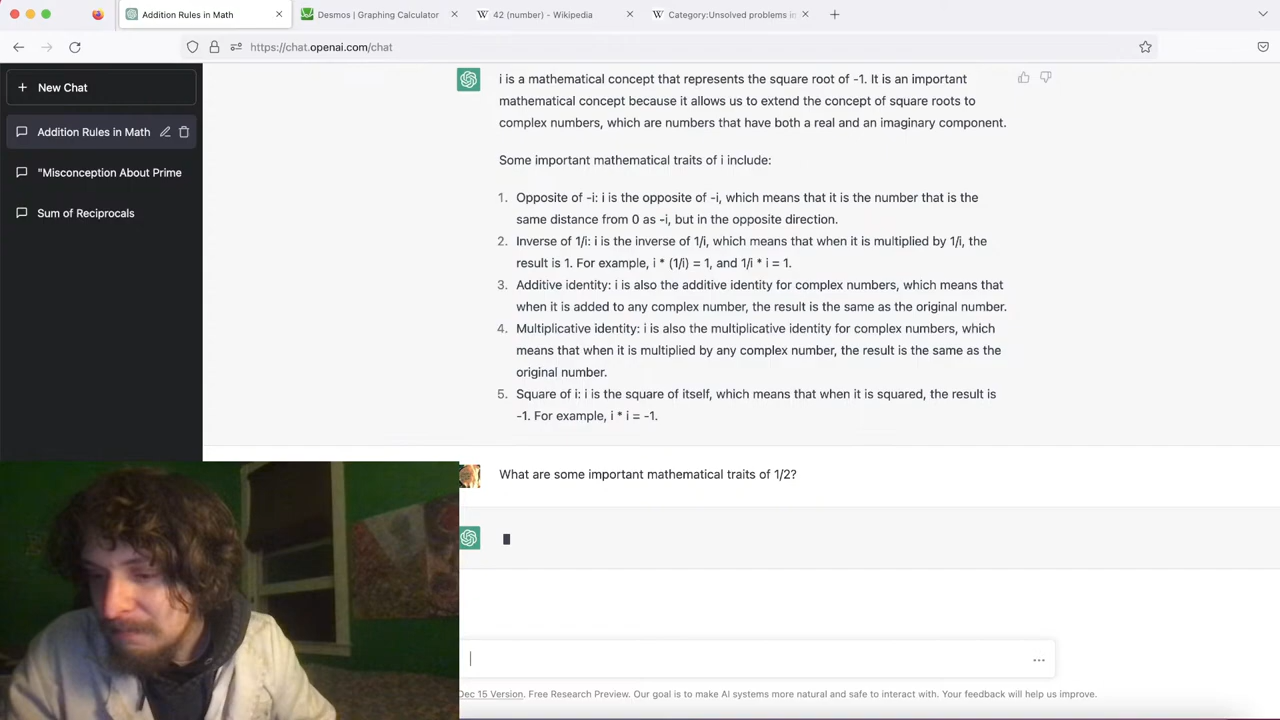 Addition Rules in Math
Desmos | Graphing Calculator
42 (number) - Wikipedia
Category:Unsolved problems in
https://chat.openai.com/chat
New Chat
Addition Rules in Math
"Misconception About Prime
Sum of Reciprocals
i is a mathematical concept that represents the square root of -1. It is an important
mathematical concept because it allows us to extend the concept of square roots to
complex numbers, which are numbers that have both a real and an imaginary component.
Some important mathematical traits of i include:
1. Opposite of -i: i is the opposite of -i, which means that it is the number that is the
same distance from 0 as -i, but in the opposite direction.
2. Inverse of 1/i: i is the inverse of 1/i, which means that when it is multiplied by 1/i, the
result is 1. For example, i * (1/i) = 1, and 1/i * i = 1.
3. Additive identity: i is also the additive identity for complex numbers, which means that
when it is added to any complex number, the result is the same as the original number.
4. Multiplicative identity: i is also the multiplicative identity for complex numbers, which
means that when it is multiplied by any complex number, the result is the same as the
original number.
5. Square of i: i is the square of itself, which means that when it is squared, the result is
-1. For example, i * i = -1.
What are some important mathematical traits of 1/2?
Dec 15 Version. Free Research Preview. Our goal is to make AI systems more natural and safe to interact with. Your feedback will help us improve.